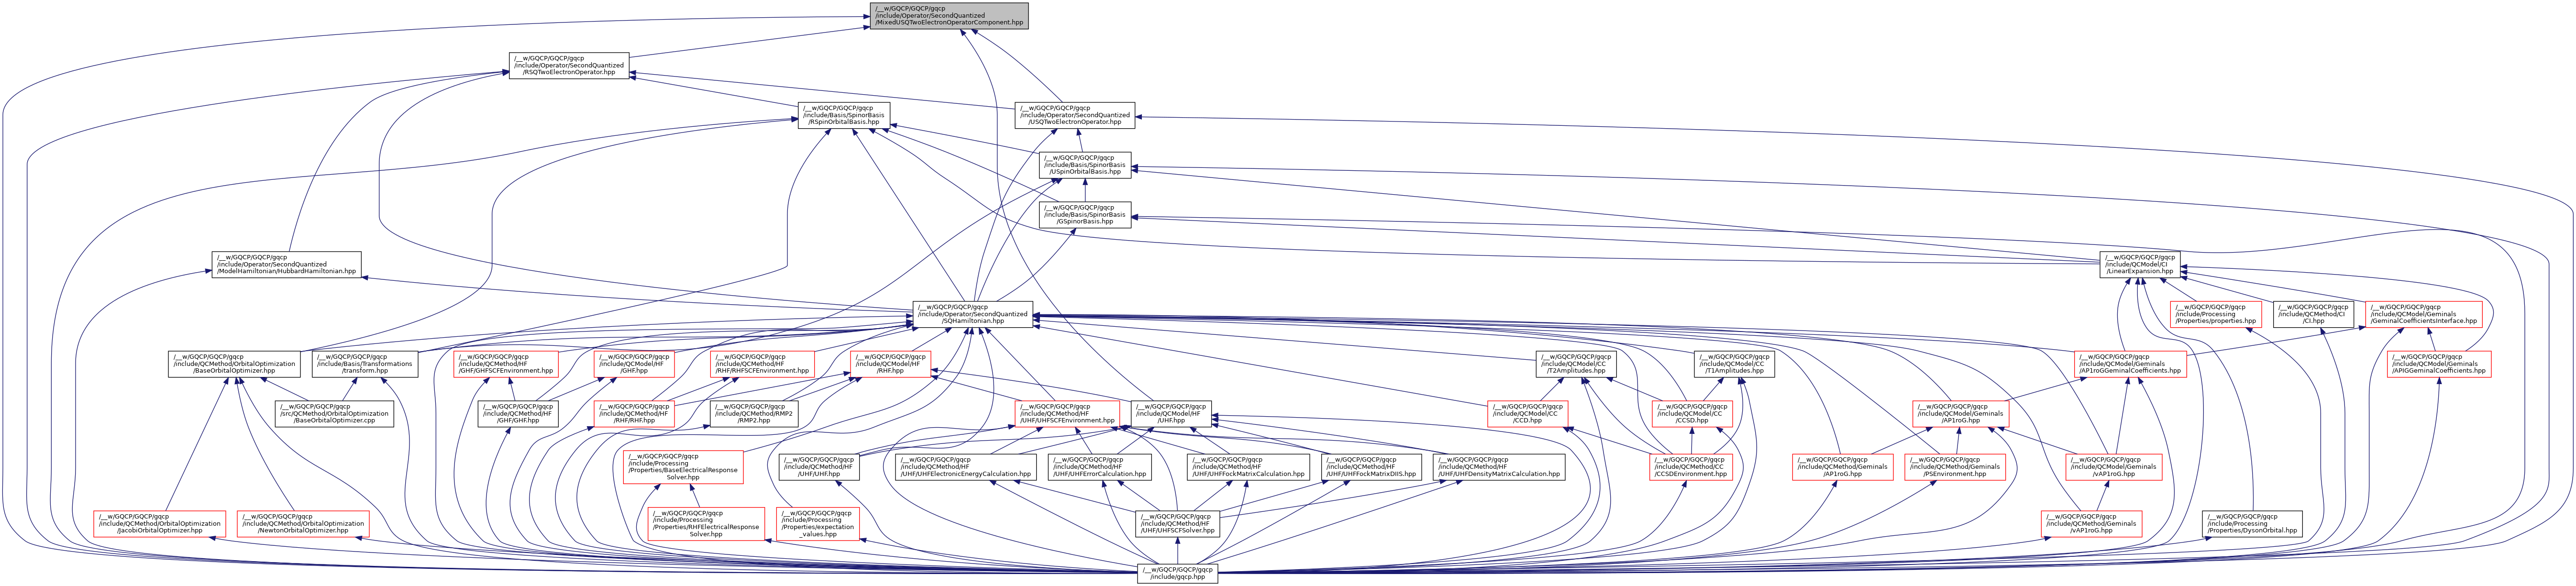 /__w/GQCP/GQCP/gqcp
/include/Operator/SecondQuantized
/MixedUSQTwoElectronOperatorComponent.hpp
/__w/GQCP/GQCP/gqcp
/include/Operator/SecondQuantized
/RSQTwoElectronOperator.hpp
/__w/GQCP/GQCP/gqcp
/include/Basis/SpinorBasis
/RSpinOrbitalBasis.hpp
/__w/GQCP/GQCP/gqcp
/include/Operator/SecondQuantized
/USQTwoElectronOperator.hpp
/__w/GQCP/GQCP/gqcp
/include/Basis/SpinorBasis
/USpinOrbitalBasis.hpp
/__w/GQCP/GQCP/gqcp
/include/Basis/SpinorBasis
/GSpinorBasis.hpp
/__w/GQCP/GQCP/gqcp
/include/Operator/SecondQuantized
/ModelHamiltonian/HubbardHamiltonian.hpp
/__w/GQCP/GQCP/gqcp
/include/QCModel/CI
/LinearExpansion.hpp
/__w/GQCP/GQCP/gqcp
/include/Operator/SecondQuantized
/SQHamiltonian.hpp
/__w/GQCP/GQCP/gqcp
/include/Processing
/Properties/properties.hpp
/__w/GQCP/GQCP/gqcp
/include/QCMethod/CI
/CI.hpp
/__w/GQCP/GQCP/gqcp
/include/QCModel/Geminals
/GeminalCoefficientsInterface.hpp
/__w/GQCP/GQCP/gqcp
/include/QCMethod/OrbitalOptimization
/BaseOrbitalOptimizer.hpp
/__w/GQCP/GQCP/gqcp
/include/Basis/Transformations
/transform.hpp
/__w/GQCP/GQCP/gqcp
/include/QCMethod/HF
/GHF/GHFSCFEnvironment.hpp
/__w/GQCP/GQCP/gqcp
/include/QCModel/HF
/GHF.hpp
/__w/GQCP/GQCP/gqcp
/include/QCMethod/HF
/RHF/RHFSCFEnvironment.hpp
/__w/GQCP/GQCP/gqcp
/include/QCModel/HF
/RHF.hpp
/__w/GQCP/GQCP/gqcp
/include/QCModel/CC
/T2Amplitudes.hpp
/__w/GQCP/GQCP/gqcp
/include/QCModel/CC
/T1Amplitudes.hpp
/__w/GQCP/GQCP/gqcp
/include/QCModel/Geminals
/AP1roGGeminalCoefficients.hpp
/__w/GQCP/GQCP/gqcp
/include/QCModel/Geminals
/APIGGeminalCoefficients.hpp
/__w/GQCP/GQCP/gqcp
/src/QCMethod/OrbitalOptimization
/BaseOrbitalOptimizer.cpp
/__w/GQCP/GQCP/gqcp
/include/QCMethod/HF
/GHF/GHF.hpp
/__w/GQCP/GQCP/gqcp
/include/QCMethod/HF
/RHF/RHF.hpp
/__w/GQCP/GQCP/gqcp
/include/QCMethod/RMP2
/RMP2.hpp
/__w/GQCP/GQCP/gqcp
/include/QCMethod/HF
/UHF/UHFSCFEnvironment.hpp
/__w/GQCP/GQCP/gqcp
/include/QCModel/HF
/UHF.hpp
/__w/GQCP/GQCP/gqcp
/include/QCModel/CC
/CCD.hpp
/__w/GQCP/GQCP/gqcp
/include/QCModel/CC
/CCSD.hpp
/__w/GQCP/GQCP/gqcp
/include/QCModel/Geminals
/AP1roG.hpp
/__w/GQCP/GQCP/gqcp
/include/Processing
/Properties/BaseElectricalResponse
Solver.hpp
/__w/GQCP/GQCP/gqcp
/include/QCMethod/HF
/UHF/UHF.hpp
/__w/GQCP/GQCP/gqcp
/include/QCMethod/HF
/UHF/UHFElectronicEnergyCalculation.hpp
/__w/GQCP/GQCP/gqcp
/include/QCMethod/HF
/UHF/UHFErrorCalculation.hpp
/__w/GQCP/GQCP/gqcp
/include/QCMethod/HF
/UHF/UHFFockMatrixCalculation.hpp
/__w/GQCP/GQCP/gqcp
/include/QCMethod/HF
/UHF/UHFFockMatrixDIIS.hpp
/__w/GQCP/GQCP/gqcp
/include/QCMethod/HF
/UHF/UHFDensityMatrixCalculation.hpp
/__w/GQCP/GQCP/gqcp
/include/QCMethod/CC
/CCSDEnvironment.hpp
/__w/GQCP/GQCP/gqcp
/include/QCMethod/Geminals
/AP1roG.hpp
/__w/GQCP/GQCP/gqcp
/include/QCMethod/Geminals
/PSEnvironment.hpp
/__w/GQCP/GQCP/gqcp
/include/QCModel/Geminals
/vAP1roG.hpp
/__w/GQCP/GQCP/gqcp
/include/QCMethod/OrbitalOptimization
/JacobiOrbitalOptimizer.hpp
/__w/GQCP/GQCP/gqcp
/include/QCMethod/OrbitalOptimization
/NewtonOrbitalOptimizer.hpp
/__w/GQCP/GQCP/gqcp
/include/Processing
/Properties/RHFElectricalResponse
Solver.hpp
/__w/GQCP/GQCP/gqcp
/include/Processing
/Properties/expectation
_values.hpp
/__w/GQCP/GQCP/gqcp
/include/QCMethod/HF
/UHF/UHFSCFSolver.hpp
/__w/GQCP/GQCP/gqcp
/include/QCMethod/Geminals
/vAP1roG.hpp
/__w/GQCP/GQCP/gqcp
/include/Processing
/Properties/DysonOrbital.hpp
/__w/GQCP/GQCP/gqcp
/include/gqcp.hpp